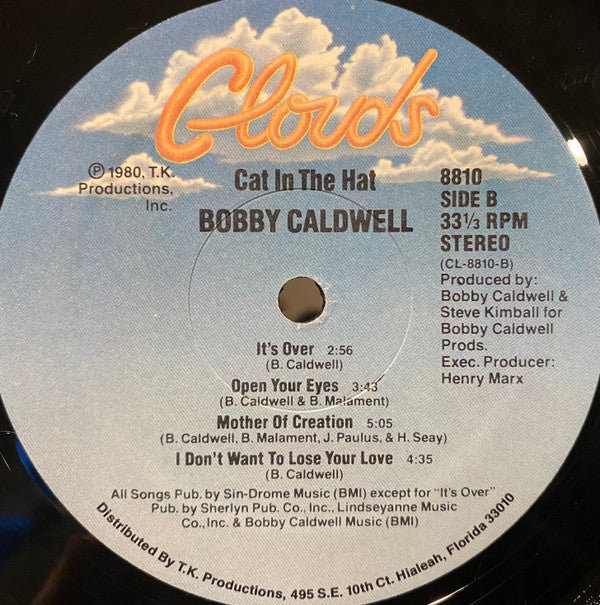 Clouds
℗ 1980, T.K.
Productions,
Inc.
Cat In The Hat
BOBBY CALDWELL
8810
SIDE B
33 1/3 RPM
STEREO
(CL-8810-B)
Produced by:
Bobby Caldwell &
Steve Kimball for
Bobby Caldwell
Prods.
Exec. Producer:
Henry Marx
It's Over 2:56
(B. Caldwell)
Open Your Eyes 3:43
(B. Caldwell & B. Malament)
Mother Of Creation 5:05
(B. Caldwell, B. Malament, J. Paulus, & H. Seay)
I Don't Want To Lose Your Love 4:35
(B. Caldwell)
All Songs Pub. by Sin-Drome Music (BMI) except for "It's Over"
Pub. by Sherlyn Pub. Co., Inc., Lindseyanne Music
Co., Inc. & Bobby Caldwell Music (BMI)
Distributed By T.K. Productions, 495 S.E. 10th Ct. Hialeah, Florida 33010